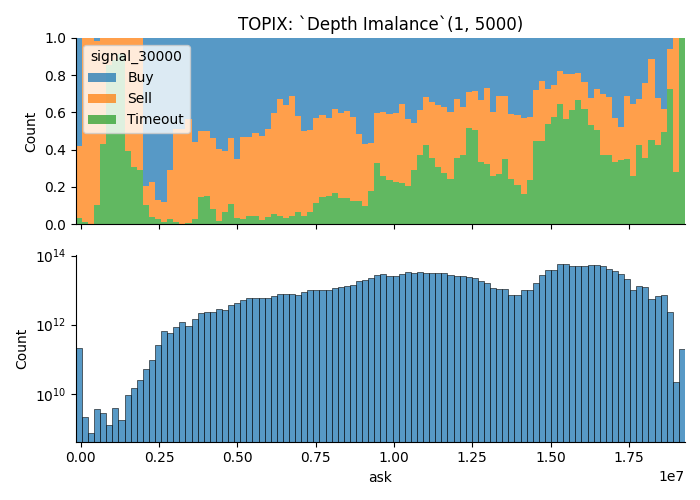 TOPIX: `Depth Imalance`(1, 5000)
1.0
0.8
0.6
0.4
0.2
0.0
Count
signal_30000
Buy
Sell
Timeout
10^14
10^12
10^10
Count
0.00 0.25 0.50 0.75 1.00 1.25 1.50 1.75
1e7
ask